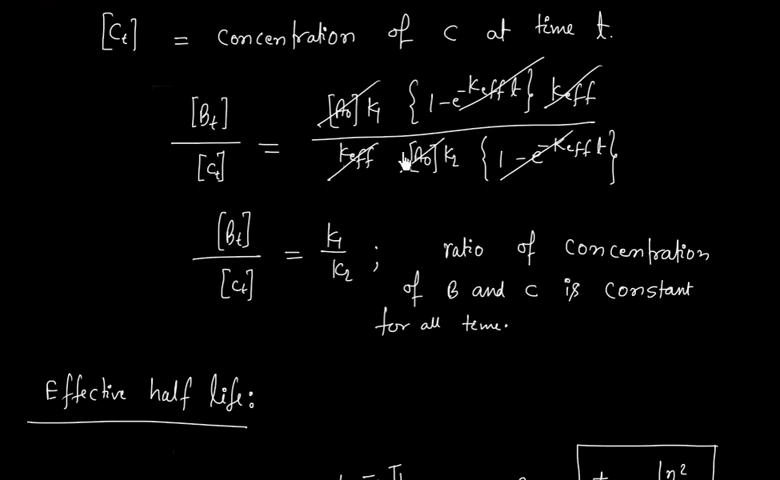 [Ct] = concentration of C at time t.
[Bt] / [Ct] = [A0] k1 {1 - e^-keff t} keff / keff [A0] k2 {1 - e^-keff t}
[Bt] / [Ct] = k1 / k2 ; ratio of concentration
of B and C is constant
for all time.
Effective half life: